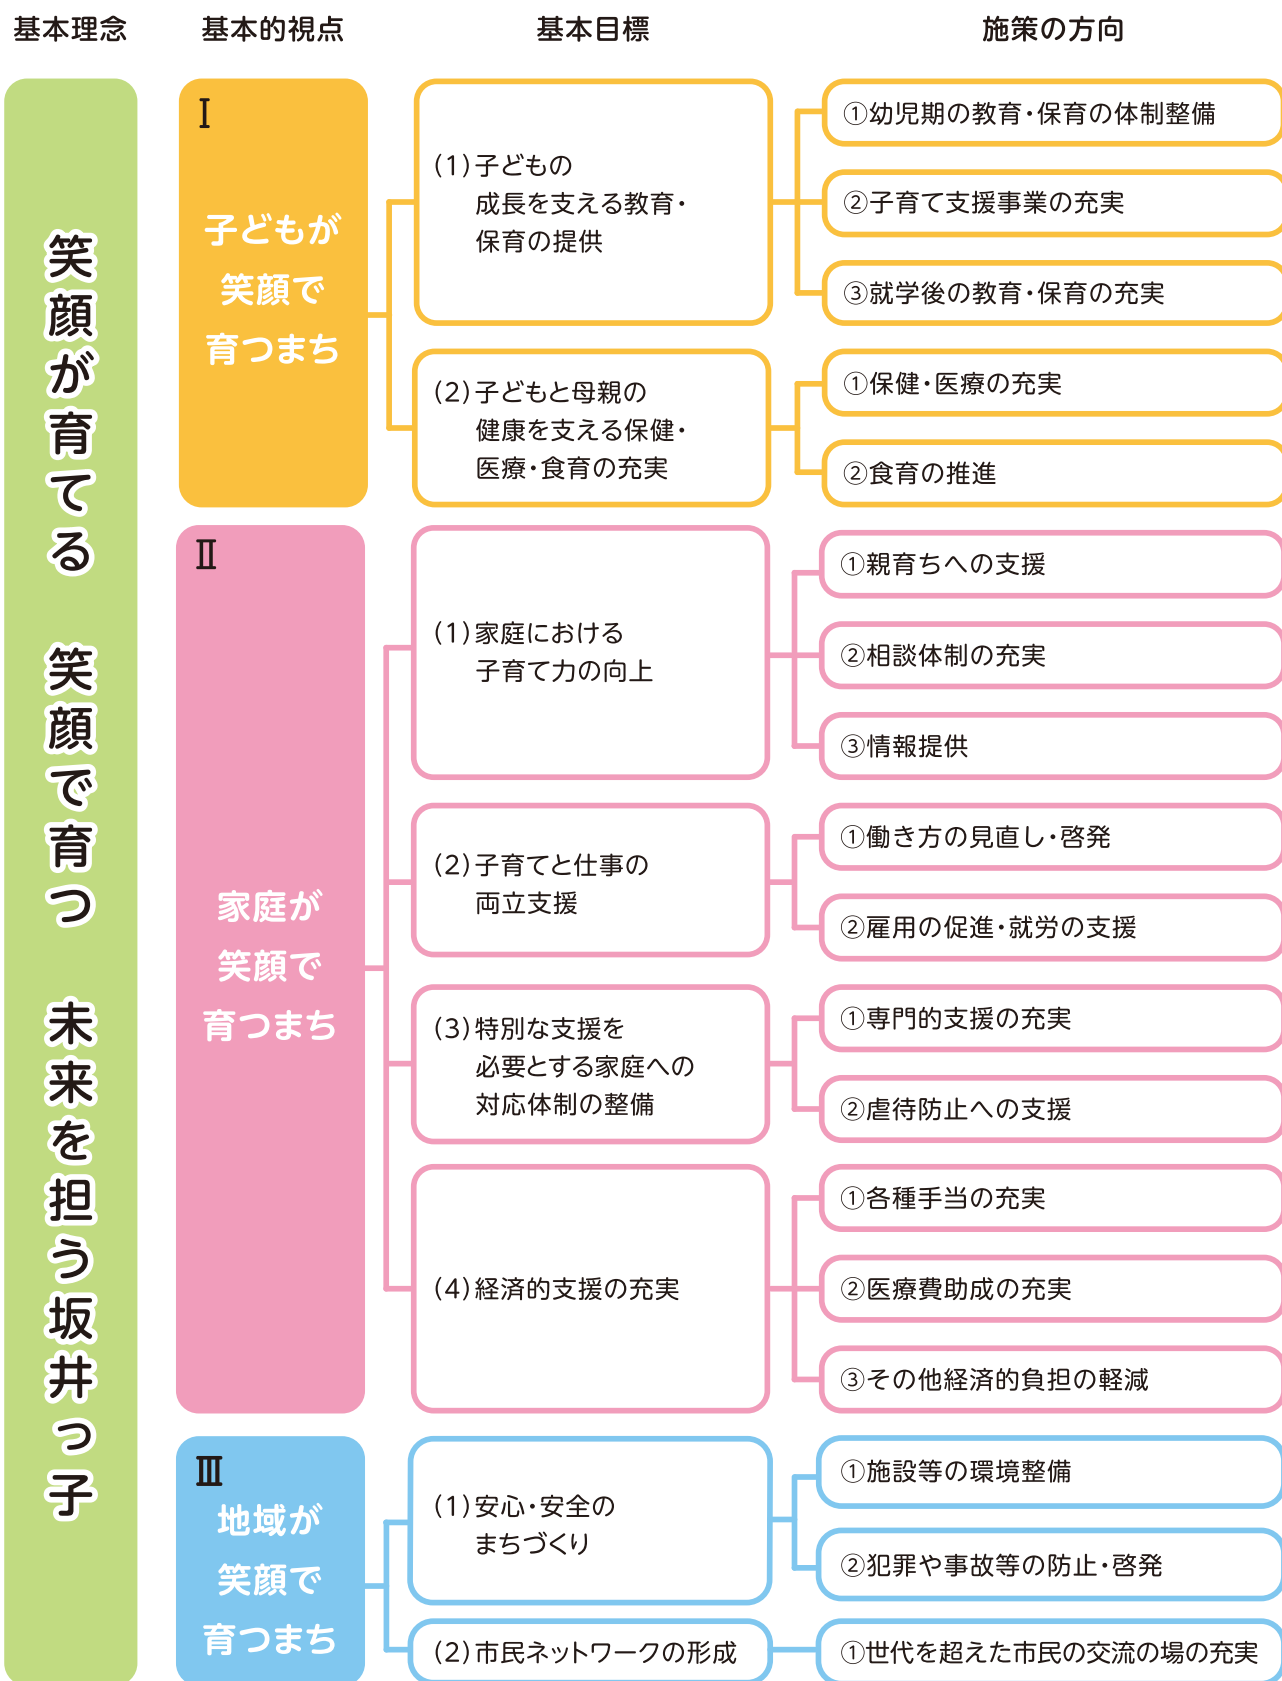 基本理念
基本的視点
基本目標
施策の方向
笑顔が育てる 笑顔で育つ 未来を担う坂井っ子
Ⅰ
子どもが
笑顔で
育つまち
(1)子どもの
成長を支える教育・
保育の提供
①幼児期の教育・保育の体制整備
②子育て支援事業の充実
③就学後の教育・保育の充実
(2)子どもと母親の
健康を支える保健・
医療・食育の充実
①保健・医療の充実
②食育の推進
Ⅱ
家庭が
笑顔で
育つまち
(1)家庭における
子育て力の向上
①親育ちへの支援
②相談体制の充実
③情報提供
(2)子育てと仕事の
両立支援
①働き方の見直し・啓発
②雇用の促進・就労の支援
(3)特別な支援を
必要とする家庭への
対応体制の整備
①専門的支援の充実
②虐待防止への支援
(4)経済的支援の充実
①各種手当の充実
②医療費助成の充実
③その他経済的負担の軽減
Ⅲ
地域が
笑顔で
育つまち
(1)安心・安全の
まちづくり
①施設等の環境整備
②犯罪や事故等の防止・啓発
(2)市民ネットワークの形成
①世代を超えた市民の交流の場の充実